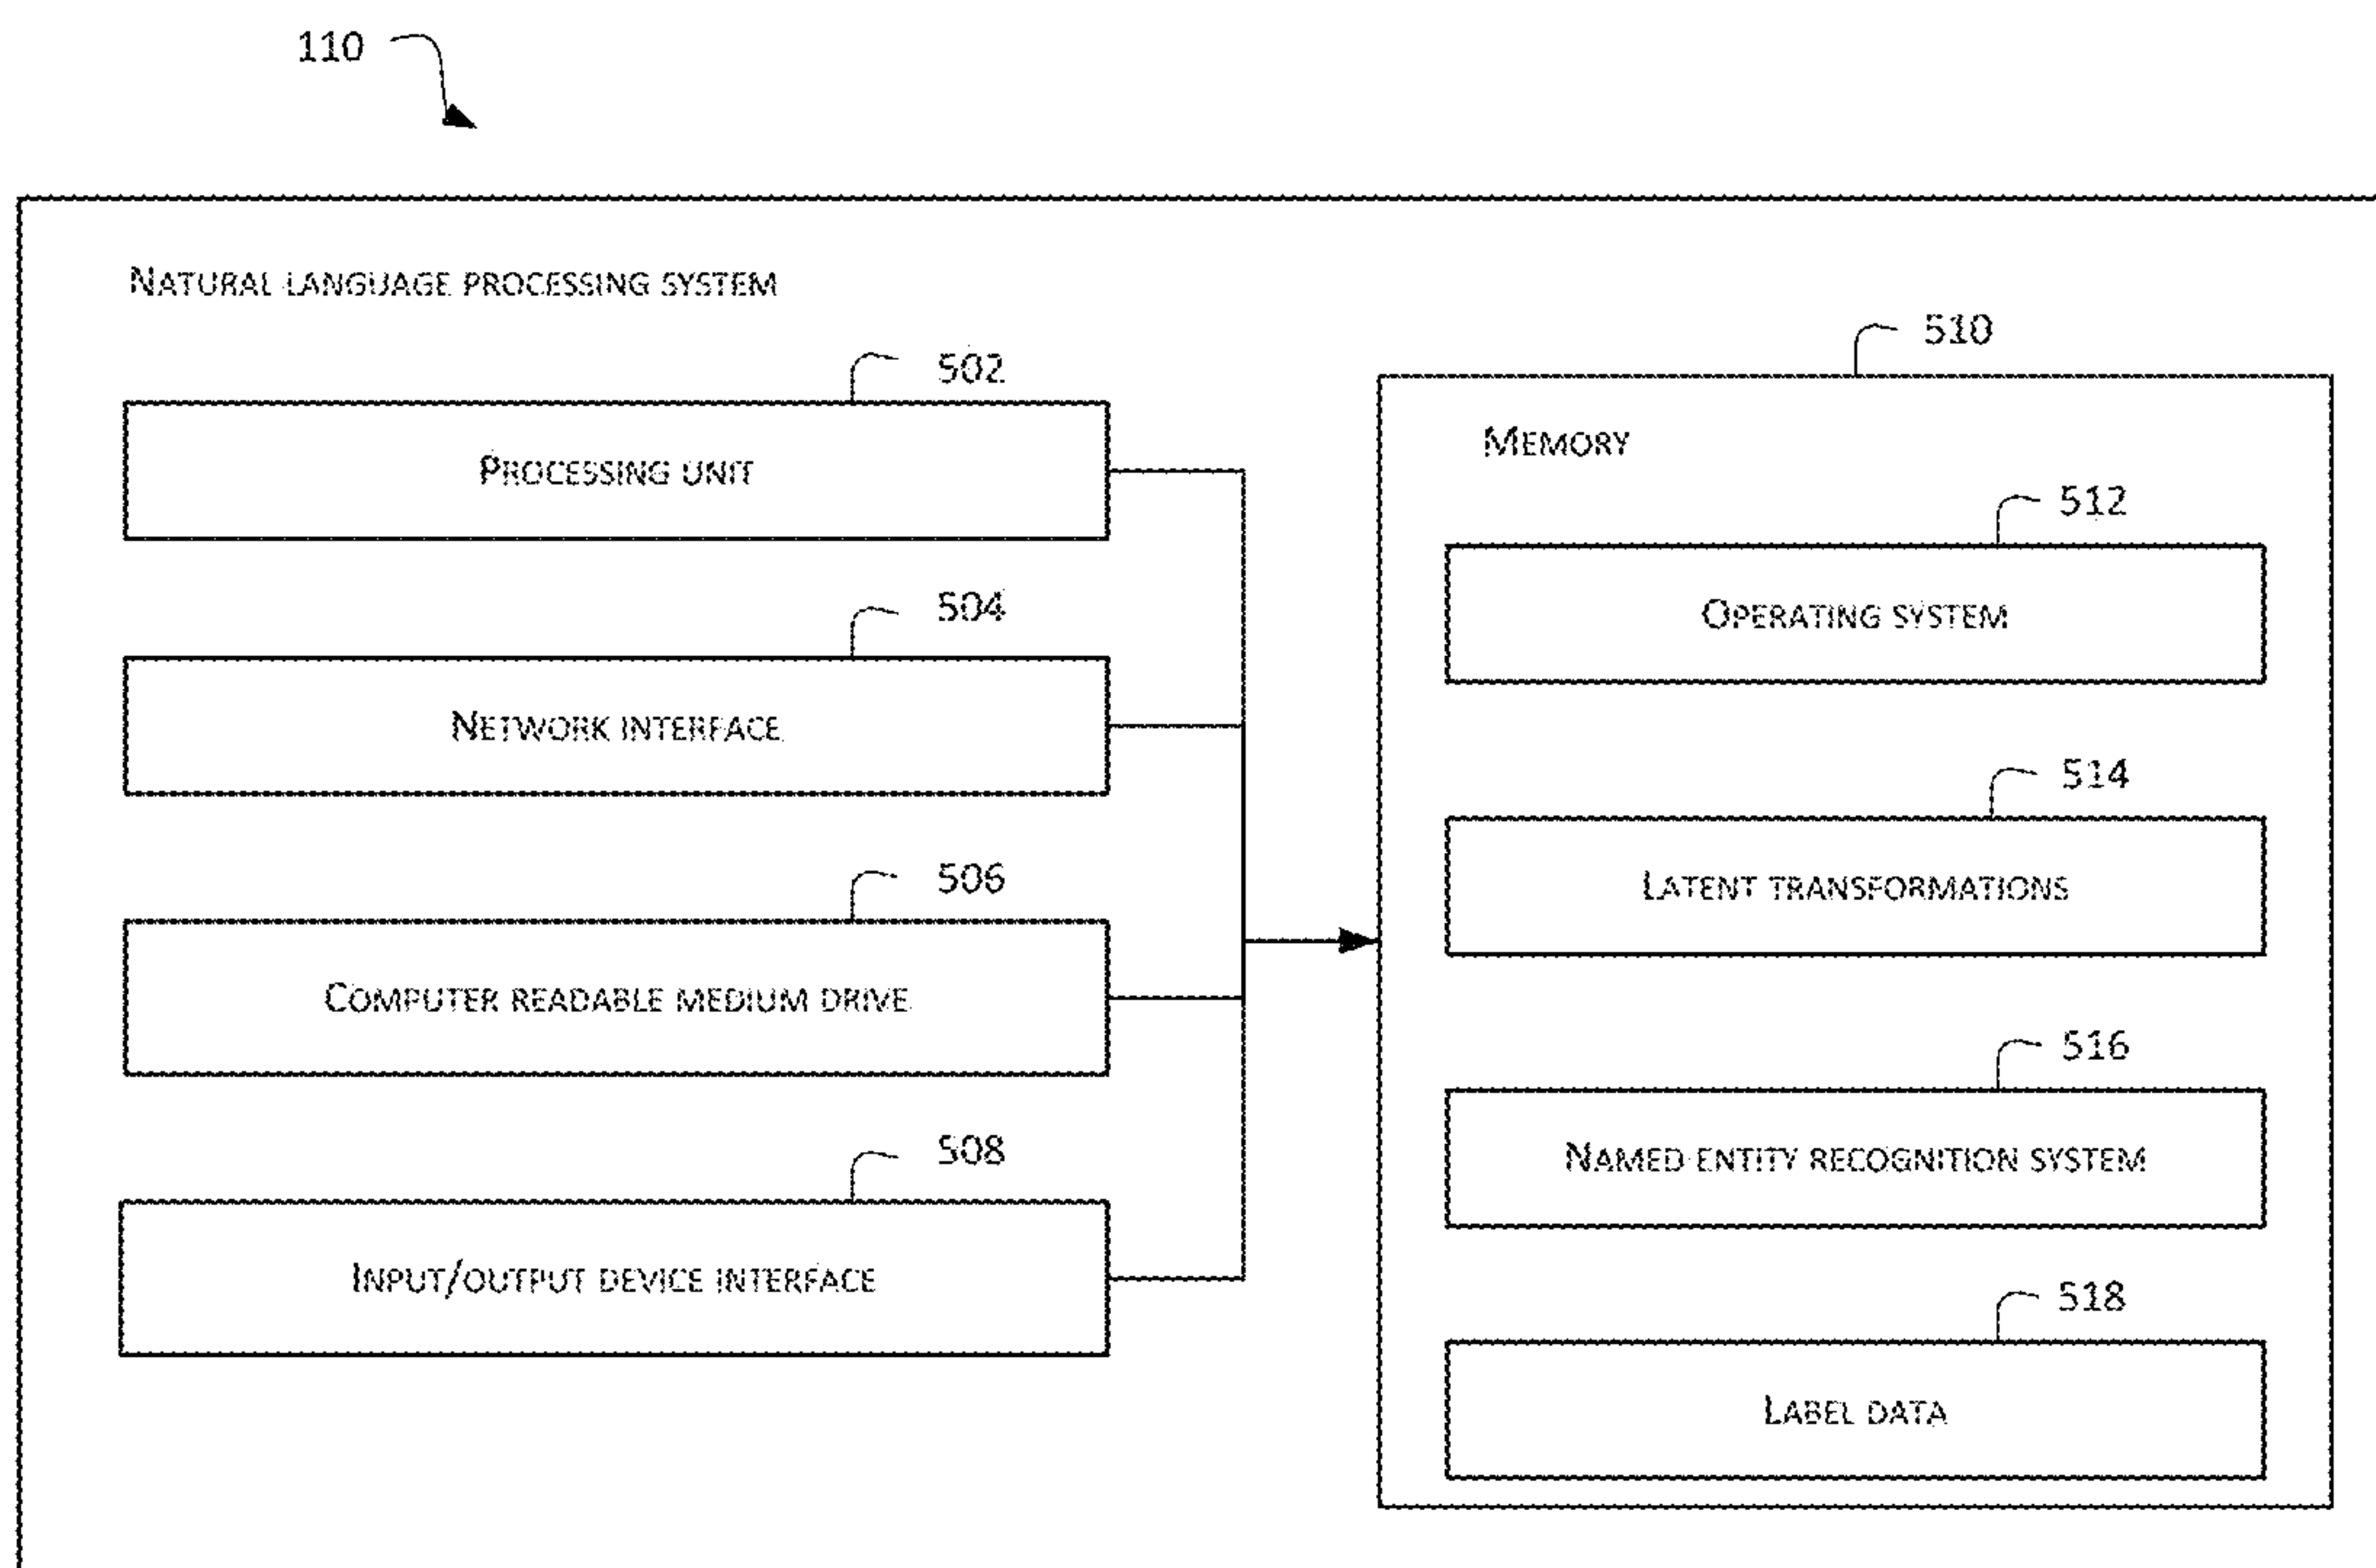 110
NATURAL LANGUAGE PROCESSING SYSTEM
502
PROCESSING UNIT
504
NETWORK INTERFACE
506
COMPUTER READABLE MEDIUM DRIVE
508
INPUT/OUTPUT DEVICE INTERFACE
510
MEMORY
512
OPERATING SYSTEM
514
LATENT TRANSFORMATIONS
516
NAMED ENTITY RECOGNITION SYSTEM
518
LABEL DATA